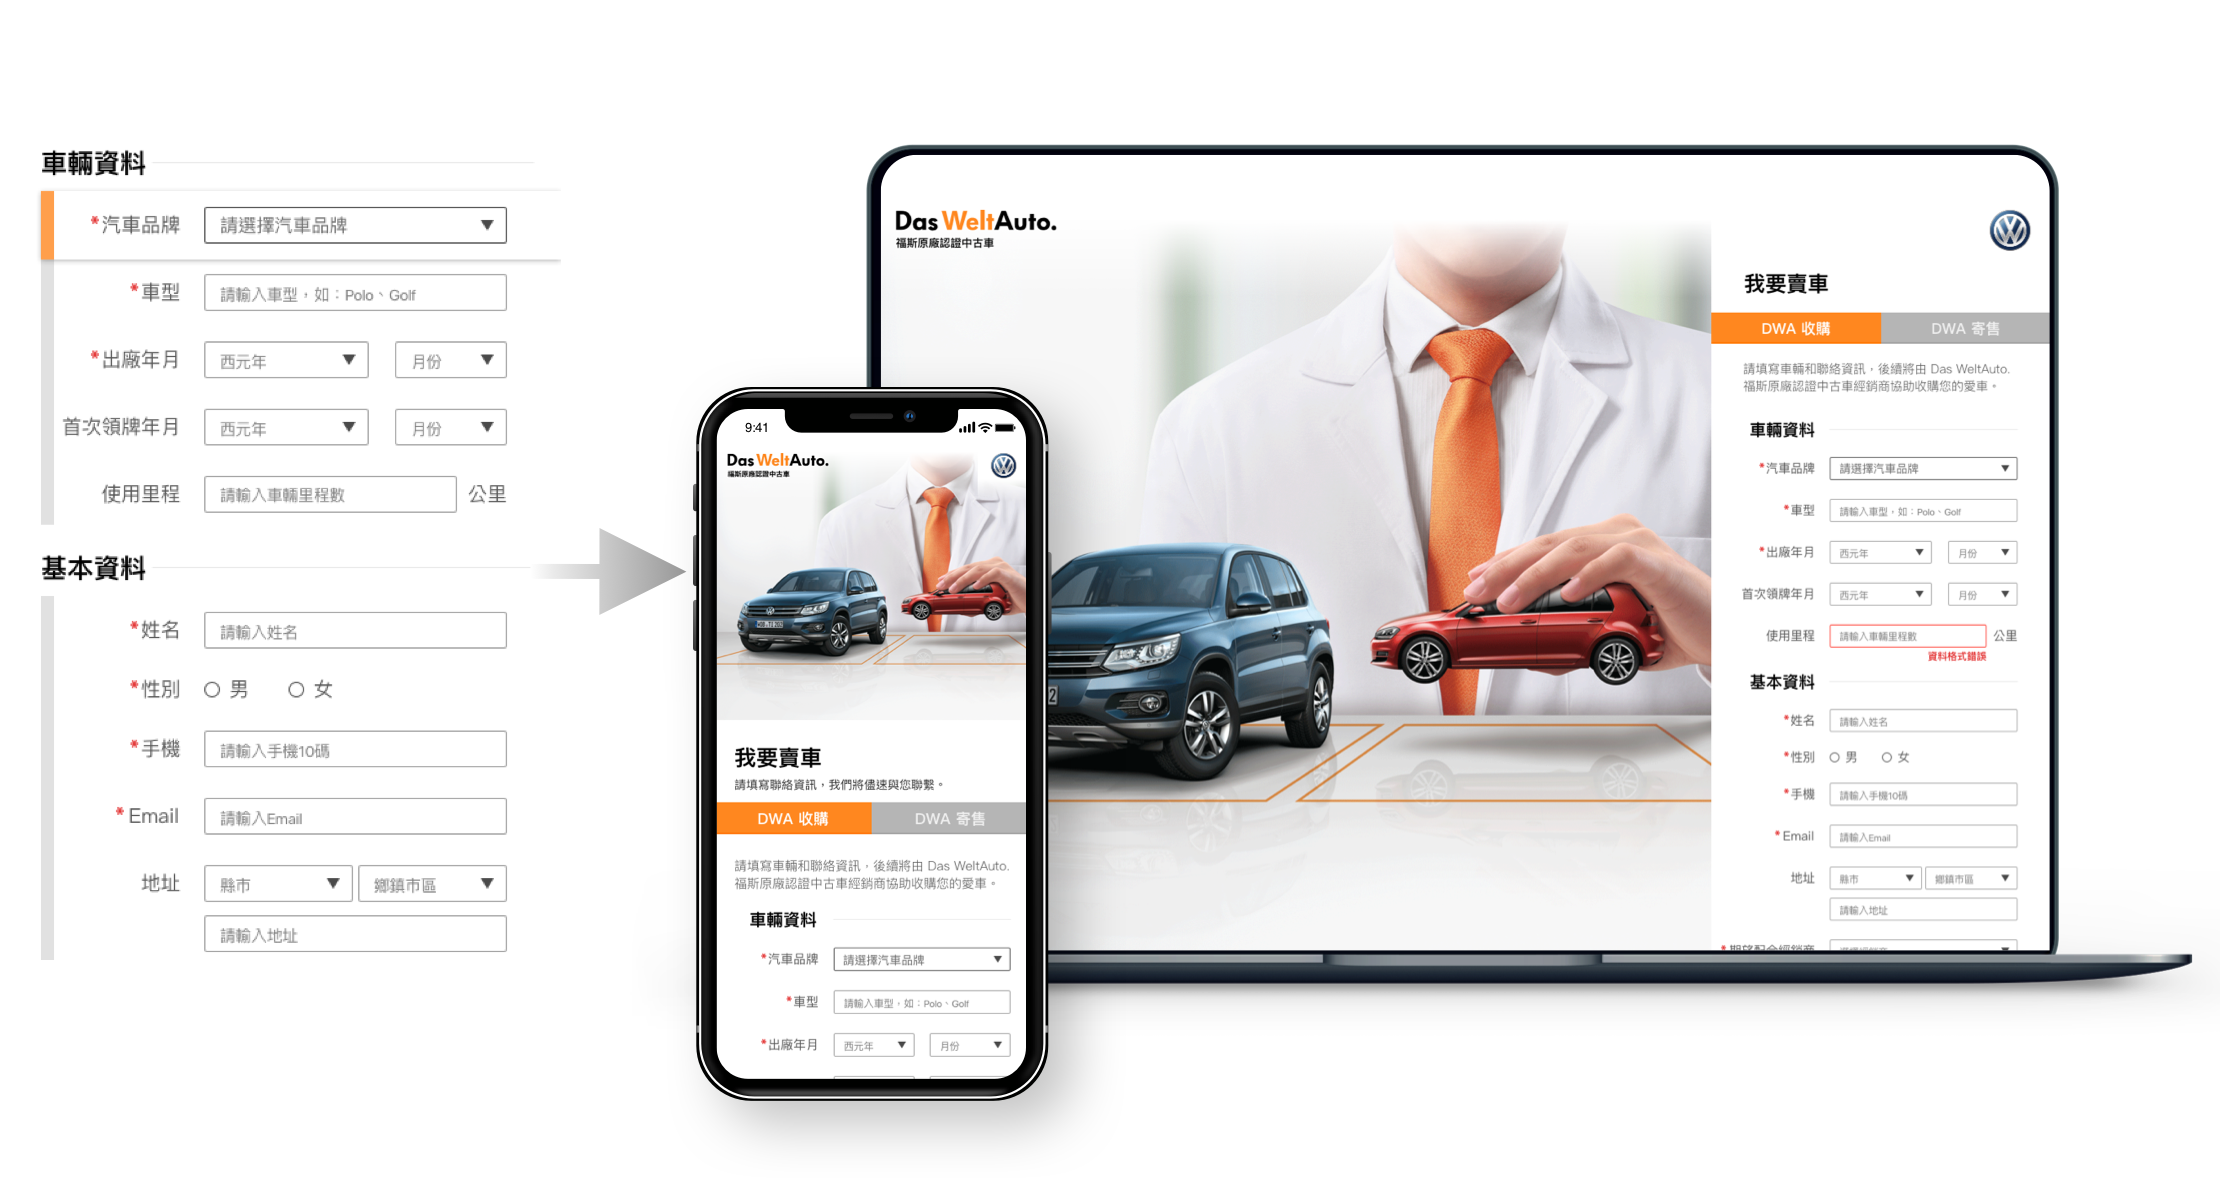 車輛資料
*汽車品牌 請選擇汽車品牌
*車型 請輸入車型，如：Polo、Golf
*出廠年月 西元年 月份
首次領牌年月 西元年 月份
使用里程 請輸入車輛里程數 公里
基本資料
*姓名 請輸入姓名
*性別 男 女
*手機 請輸入手機10碼
*Email 請輸入Email
地址 縣市 鄉鎮市區
請輸入地址
9:41
Das WeltAuto.
福斯原廠認證中古車
我要賣車
請填寫聯絡資訊，我們將儘速與您聯繫。
DWA 收購 DWA 寄售
請填寫車輛和聯絡資訊，後續將由 Das WeltAuto.
福斯原廠認證中古車經銷商協助收購您的愛車。
車輛資料
*汽車品牌 請選擇汽車品牌
*車型 請輸入車型，如：Polo、Golf
*出廠年月 西元年 月份
Das WeltAuto.
福斯原廠認證中古車
我要賣車
DWA 收購 DWA 寄售
請填寫車輛和聯絡資訊，後續將由 Das WeltAuto.
福斯原廠認證中古車經銷商協助收購您的愛車。
車輛資料
*汽車品牌 請選擇汽車品牌
*車型 請輸入車型，如：Polo、Golf
*出廠年月 西元年 月份
首次領牌年月 西元年 月份
使用里程 請輸入車輛里程數 公里
資料格式錯誤
基本資料
*姓名 請輸入姓名
*性別 男 女
*手機 請輸入手機10碼
*Email 請輸入Email
地址 縣市 鄉鎮市區
請輸入地址